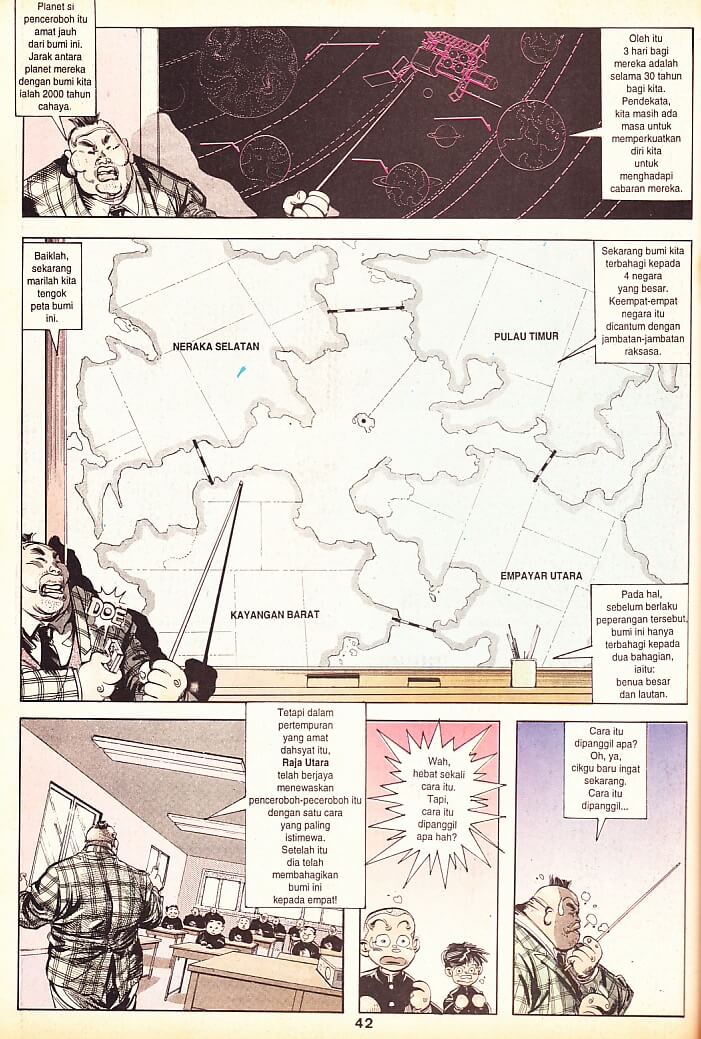 Planet si
penceroboh itu
amat jauh
dari bumi ini.
Jarak antara
planet mereka
dengan bumi kita
ialah 2000 tahun
cahaya.
Oleh itu
3 hari bagi
mereka adalah
selama 30 tahun
bagi kita.
Pendekata,
kita masih ada
masa untuk
memperkuatkan
diri kita
untuk
menghadapi
cabaran mereka.
Baiklah,
sekarang
marilah kita
tengok
peta bumi
ini.
Sekarang bumi kita
terbahagi kepada
4 negara
yang besar.
Keempat-empat
negara itu
dicantum dengan
jambatan-jambatan
raksasa.
NERAKA SELATAN
PULAU TIMUR
EMPAYAR UTARA
KAYANGAN BARAT
DOE
Pada hal,
sebelum berlaku
peperangan tersebut,
bumi ini hanya
terbahagi kepada
dua bahagian,
iaitu:
benua besar
dan lautan.
Tetapi dalam
pertempuran
yang amat
dahsyat itu,
Raja Utara
telah berjaya
menewaskan
penceroboh-peceroboh itu
dengan satu cara
yang paling
istimewa.
Setelah itu
dia telah
membahagikan
bumi ini
kepada empat!
Wah,
hebat sekali
cara itu.
Tapi,
cara itu
dipanggil
apa hah?
Cara itu
dipanggil apa?
Oh, ya,
cikgu baru ingat
sekarang.
Cara itu
dipanggil...
42